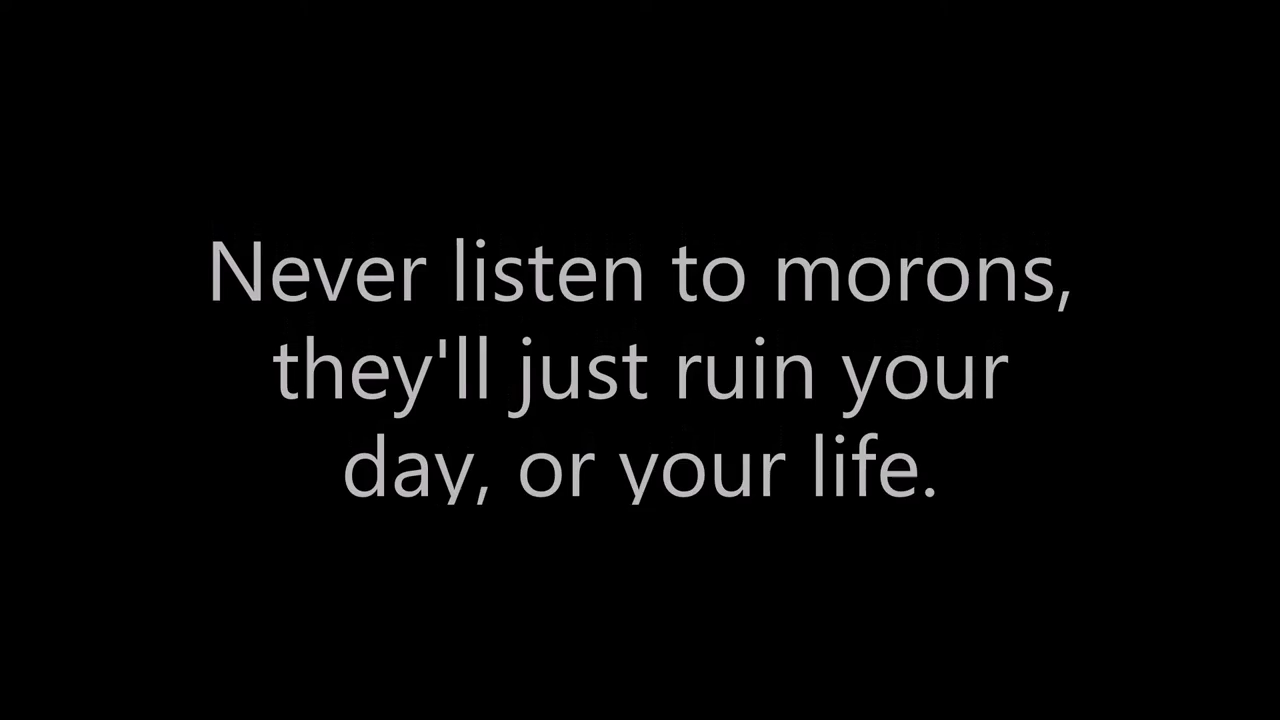 Never listen to morons,
they'll just ruin your
day, or your life.